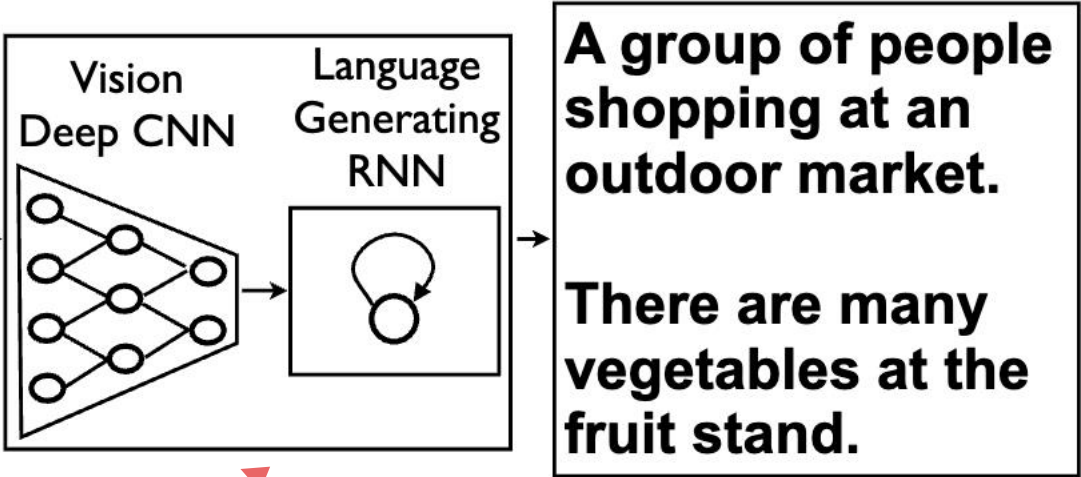 Vision
Deep CNN
Language
Generating
RNN
A group of people
shopping at an
outdoor market.
There are many
vegetables at the
fruit stand.